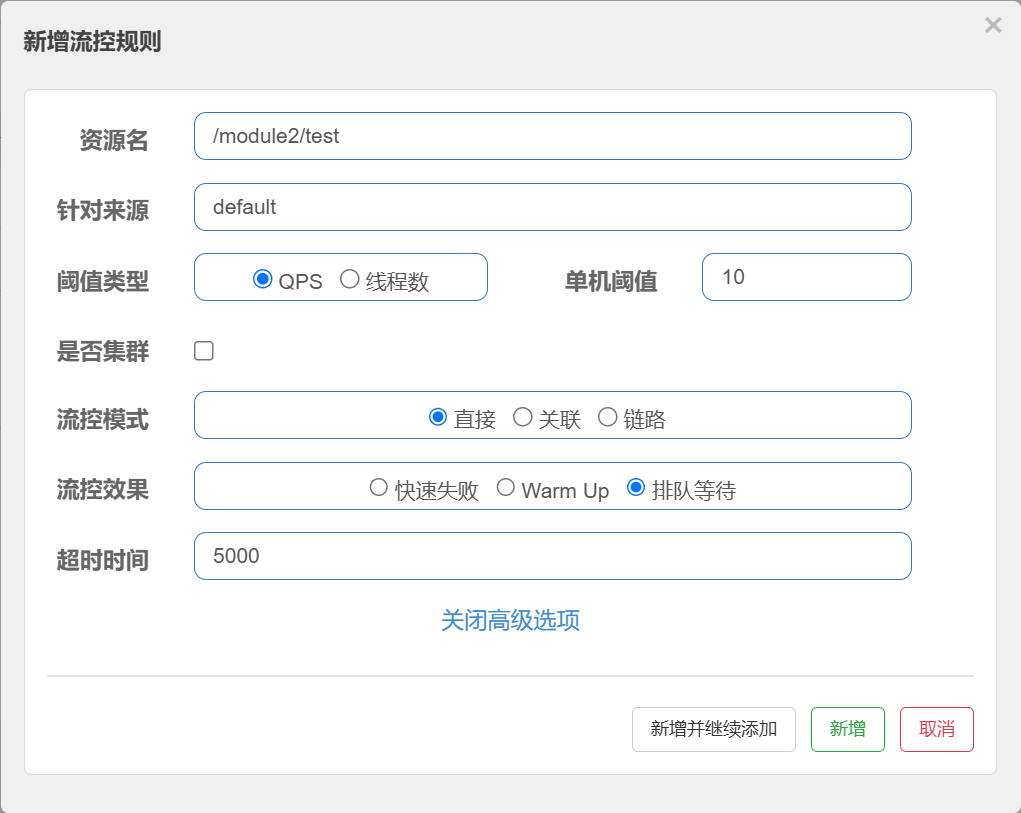 新增流控规则
×
资源名 /module2/test
针对来源 default
阈值类型 QPS 线程数 单机阈值 10
是否集群
流控模式 直接 关联 链路
流控效果 快速失败 Warm Up 排队等待
超时时间 5000
关闭高级选项
新增并继续添加 新增 取消